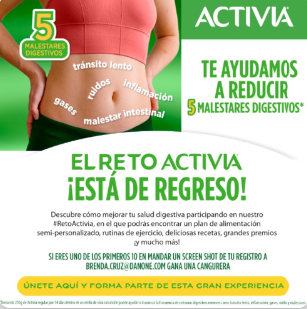 ACTIVIA
5
MALESTARES
DIGESTIVOS
tránsito lento
ruidos
inflamación
gases
malestar intestinal
TE AYUDAMOS
A REDUCIR
5 MALESTARES DIGESTIVOS*
EL RETO ACTIVIA
¡ESTÁ DE REGRESO!
Descubre cómo mejorar tu salud digestiva participando en nuestro
#RetoActivia, en el que podrás encontrar un plan de alimentación
semi-personalizado, rutinas de ejercicio, deliciosas recetas, grandes premios
¡y mucho más!
SI ERES UNO DE LOS PRIMEROS 10 EN MANDAR UN SCREEN SHOT DE TU REGISTRO A
BRENDA.CRUZ@DANONE.COM GANA UNA CANGURERA
ÚNETE AQUÍ Y FORMA PARTE DE ESTA GRAN EXPERIENCIA